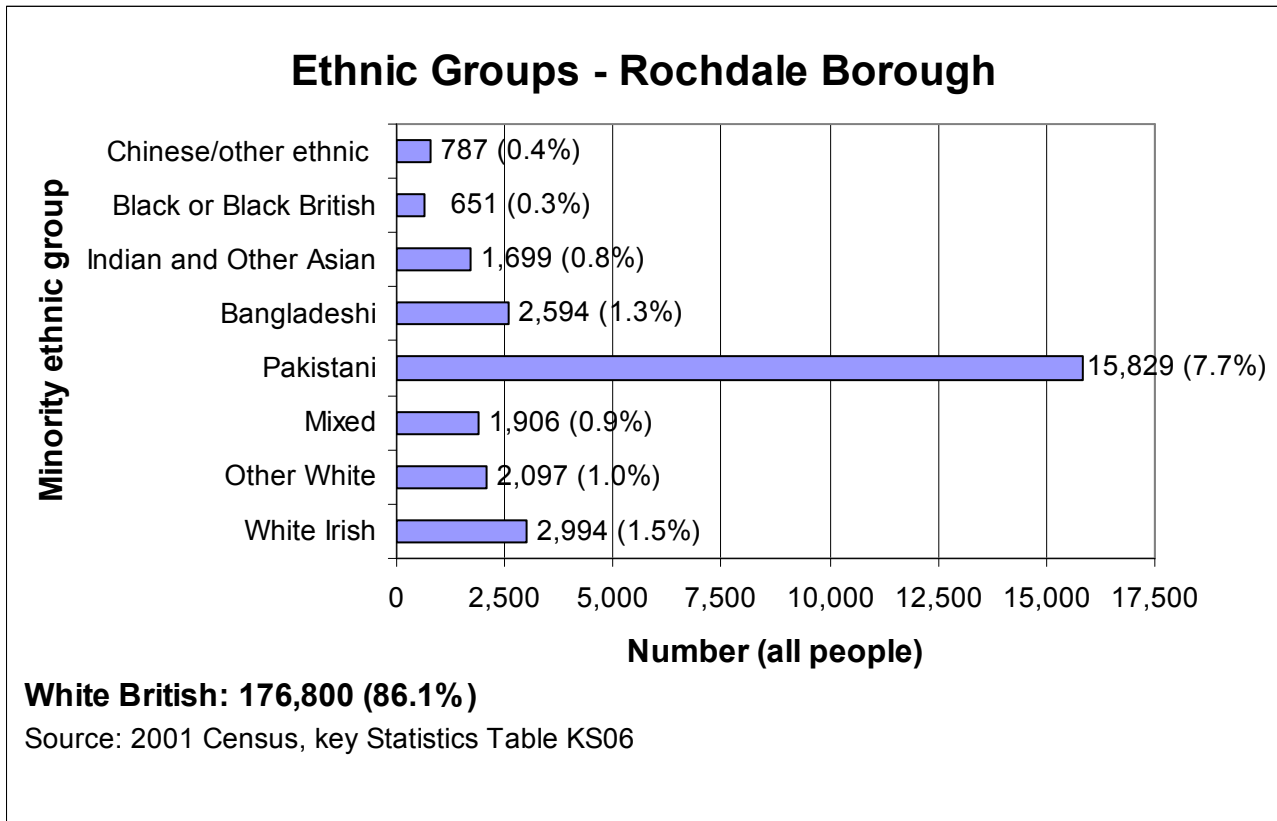 Ethnic Groups - Rochdale Borough
Minority ethnic group
Chinese/other ethnic 787 (0.4%)
Black or Black British 651 (0.3%)
Indian and Other Asian 1,699 (0.8%)
Bangladeshi 2,594 (1.3%)
Pakistani 15,829 (7.7%)
Mixed 1,906 (0.9%)
Other White 2,097 (1.0%)
White Irish 2,994 (1.5%)
0 2,500 5,000 7,500 10,000 12,500 15,000 17,500
Number (all people)
White British: 176,800 (86.1%)
Source: 2001 Census, key Statistics Table KS06